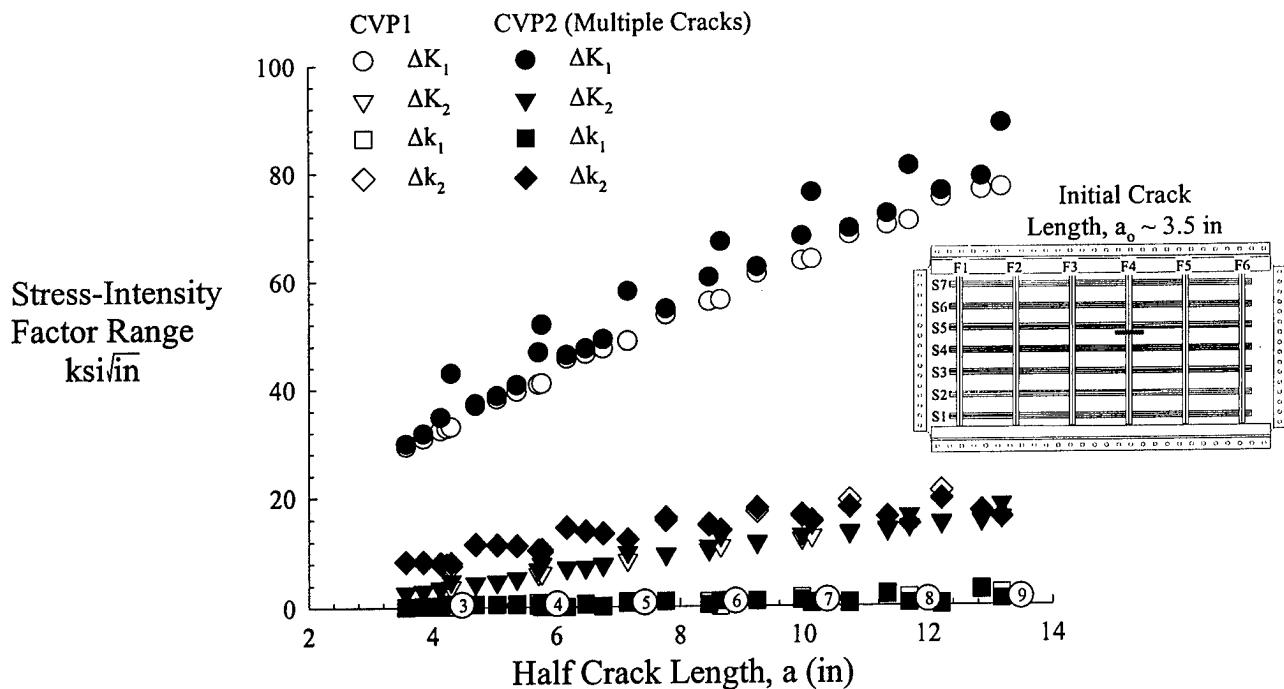 CVP1 CVP2 (Multiple Cracks)
ΔK₁ ΔK₁
ΔK₂ ΔK₂
Δk₁ Δk₁
Δk₂ Δk₂
100
80
60
40
20
0
Stress-Intensity
Factor Range
ksi√in
Initial Crack
Length, aₒ ~ 3.5 in
F1 F2 F3 F4 F5 F6
S7
S6
S5
S4
S3
S2
S1
3 4 5 6 7 8 9
2 4 6 8 10 12 14
Half Crack Length, a (in)